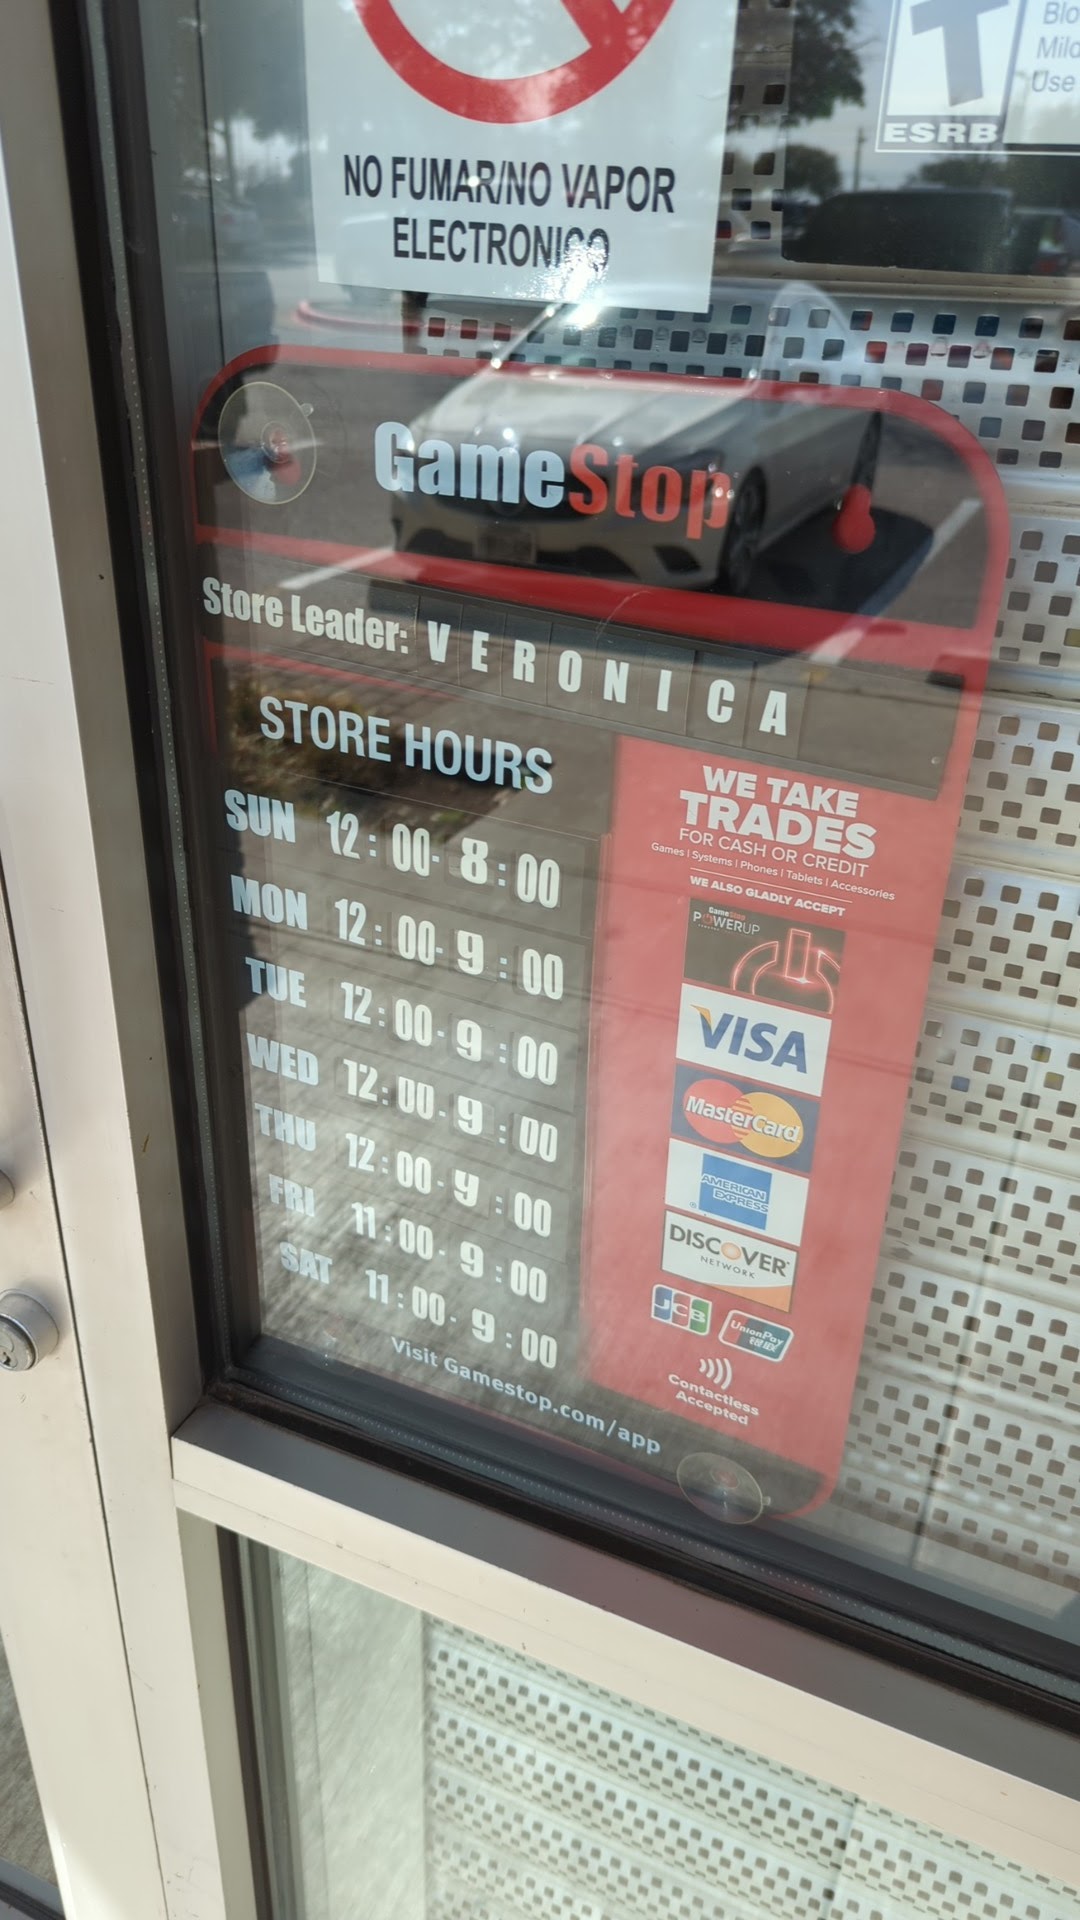 NO FUMAR/NO VAPOR
ELECTRONICO
T
ESRB
Blo
Mild
Use
GameStop
Store Leader: VERONICA
STORE HOURS
SUN 12:00-8:00
MON 12:00-9:00
TUE 12:00-9:00
WED 12:00-9:00
THU 12:00-9:00
FRI 11:00-9:00
SAT 11:00-9:00
Visit Gamestop.com/app
WE TAKE
TRADES
FOR CASH OR CREDIT
Games | Systems | Phones | Tablets | Accessories
WE ALSO GLADLY ACCEPT
GameStop
POWERUP
VISA
MasterCard
AMERICAN
EXPRESS
DISCOVER
NETWORK
JCB
UnionPay
Contactless
Accepted